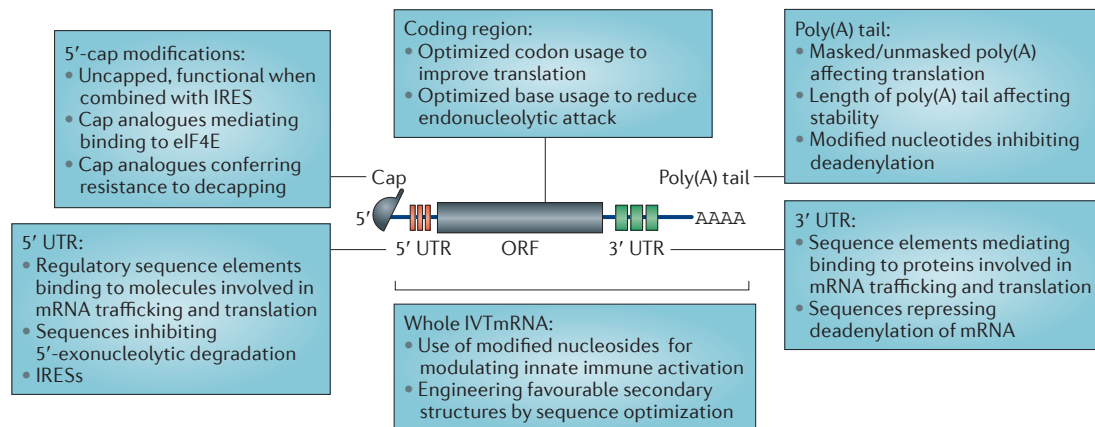 5′-cap modifications:
• Uncapped, functional when
combined with IRES
• Cap analogues mediating
binding to eIF4E
• Cap analogues conferring
resistance to decapping
Coding region:
• Optimized codon usage to
improve translation
• Optimized base usage to reduce
endonucleolytic attack
Poly(A) tail:
• Masked/unmasked poly(A)
affecting translation
• Length of poly(A) tail affecting
stability
• Modified nucleotides inhibiting
deadenylation
Cap
Poly(A) tail
5′
AAAA
5′ UTR
ORF
3′ UTR
5′ UTR:
• Regulatory sequence elements
binding to molecules involved in
mRNA trafficking and translation
• Sequences inhibiting
5′-exonucleolytic degradation
• IRESs
Whole IVTmRNA:
• Use of modified nucleosides for
modulating innate immune activation
• Engineering favourable secondary
structures by sequence optimization
3′ UTR:
• Sequence elements mediating
binding to proteins involved in
mRNA trafficking and translation
• Sequences repressing
deadenylation of mRNA